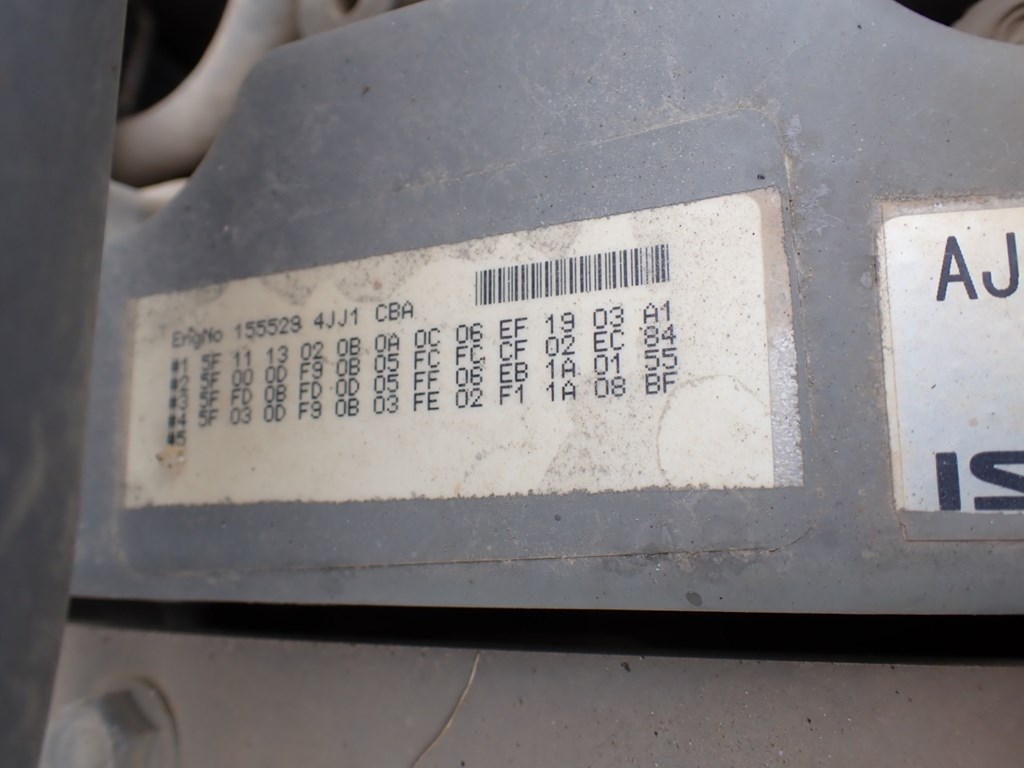 EngNo 155529 4JJ1 CBA
#1 5F 11 13 02 0B 0A 0C 06 EF 19 03 A1
#2 5F 00 0D F9 0B 05 FC FC CF 02 EC 84
#3 5F FD 0B FD 0D 05 FE 06 EB 1A 01 55
#4 5F 03 0D F9 0B 03 FE 02 F1 1A 08 BF
#5
AJ
IS